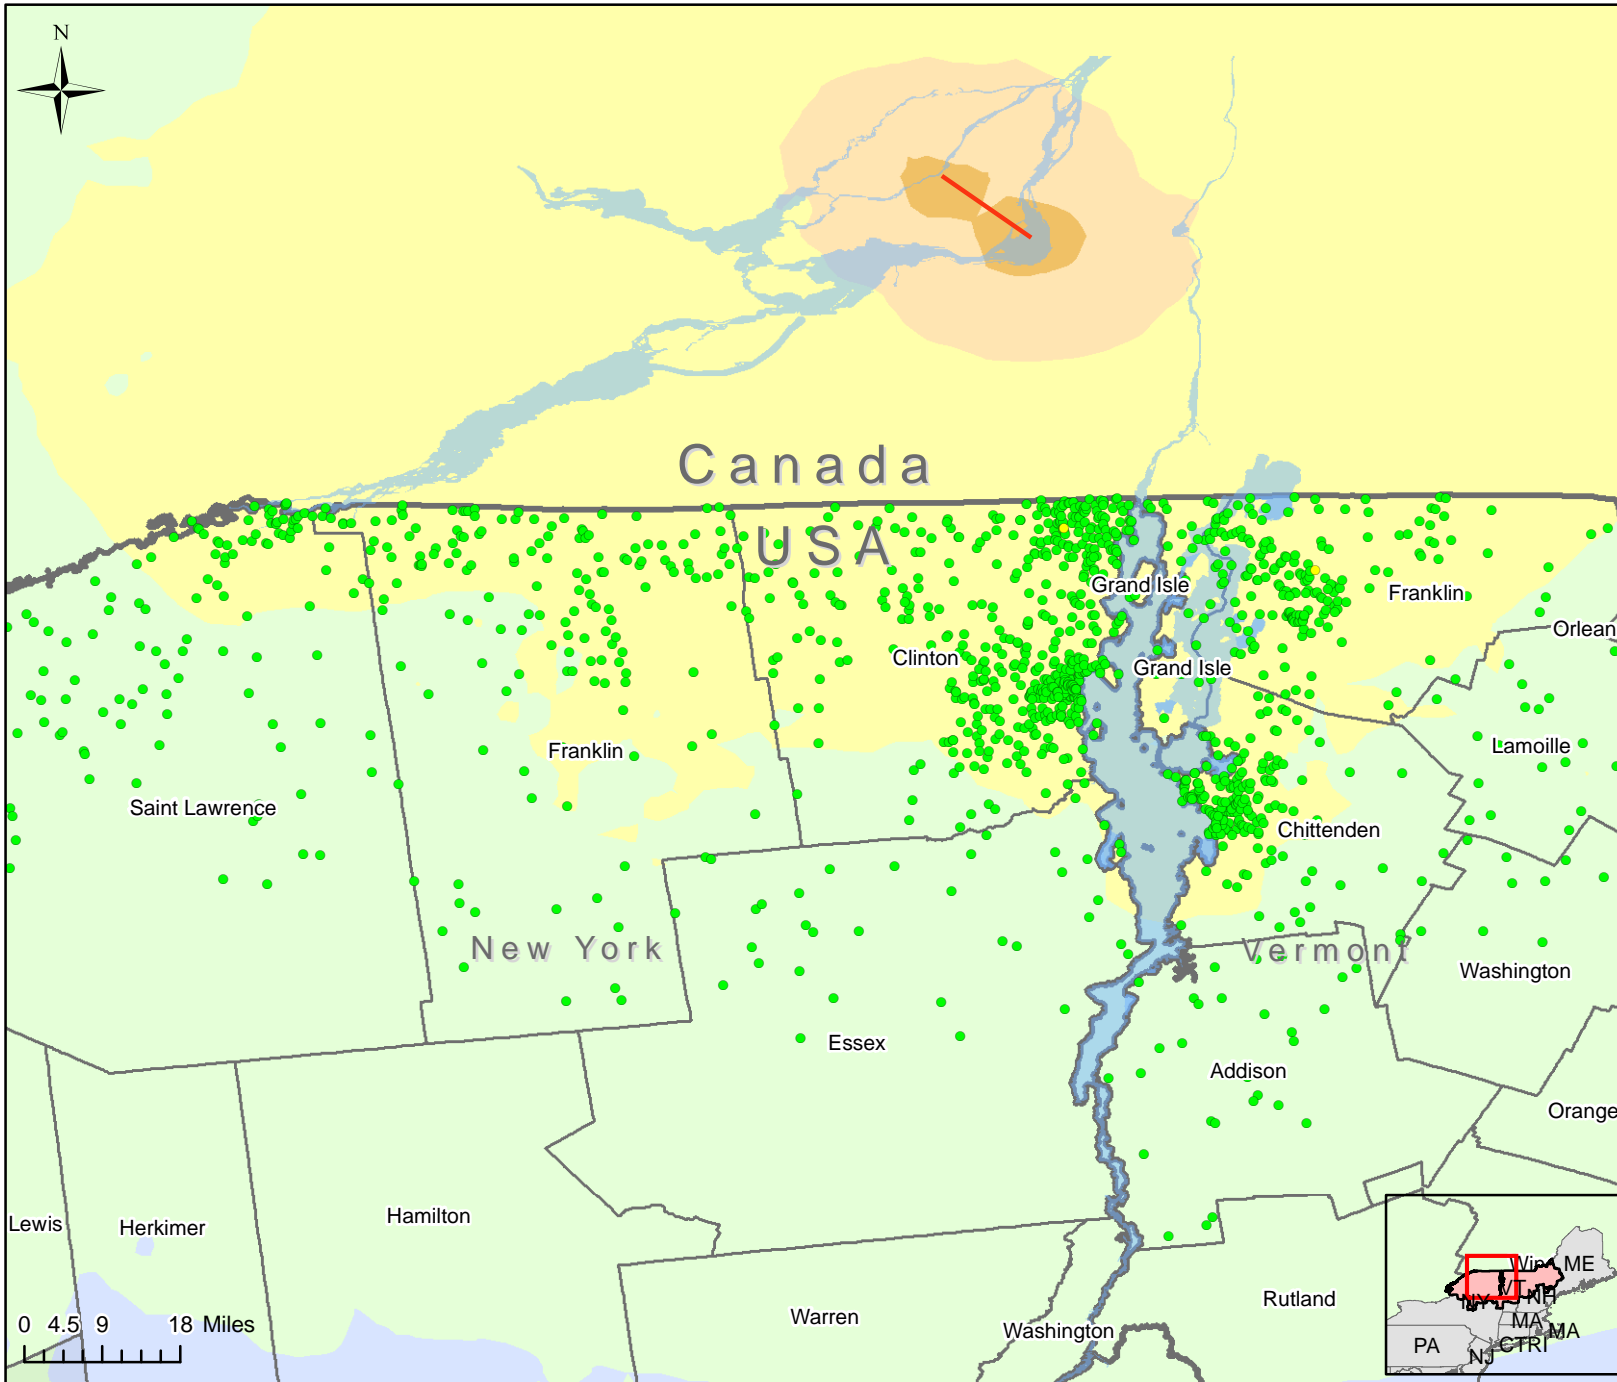 N
Canada
USA
Grand Isle
Franklin
Orlean
Clinton
Grand Isle
Franklin
Lamoille
Saint Lawrence
Chittenden
New York
Vermont
Washington
Essex
Addison
Orange
Lewis
Herkimer
Hamilton
Rutland
Warren
Washington
0 4.5 9 18 Miles
ME
VT
NY
NH
MA
MA
PA
CT
RI
NJ